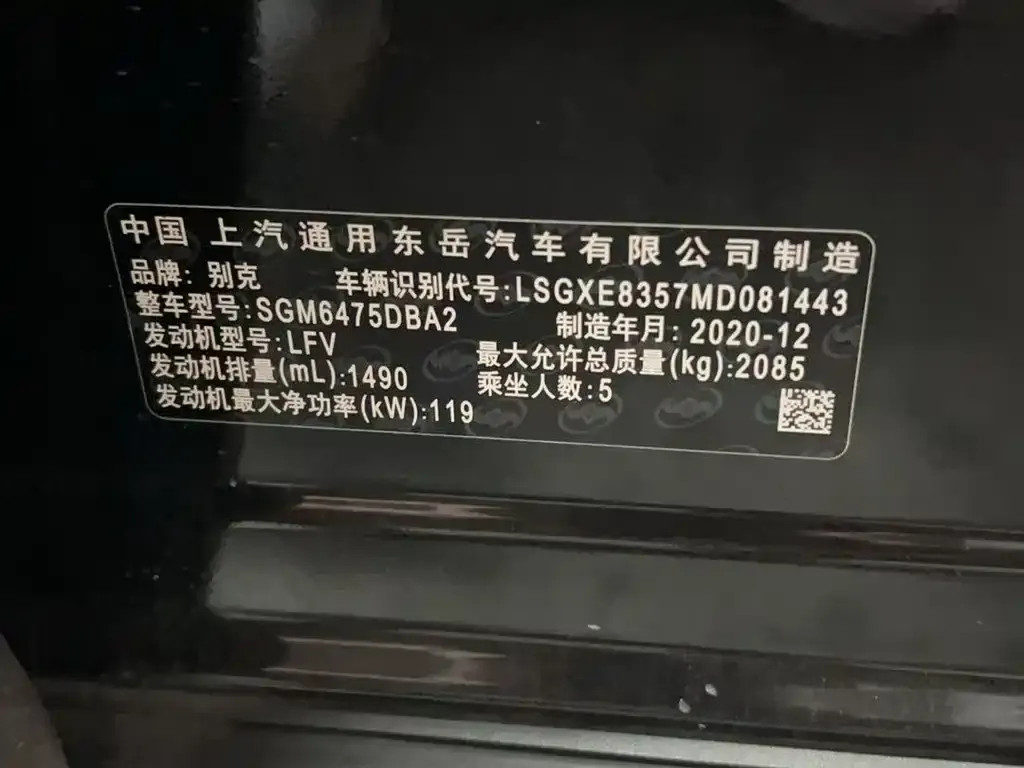 中国 上汽通用东岳汽车有限公司制造
品牌: 别克 车辆识别代号:LSGXE8357MD081443
整车型号:SGM6475DBA2 制造年月: 2020-12
发动机型号:LFV 最大允许总质量(kg):2085
发动机排量(mL):1490 乘坐人数:5
发动机最大净功率(kW):119